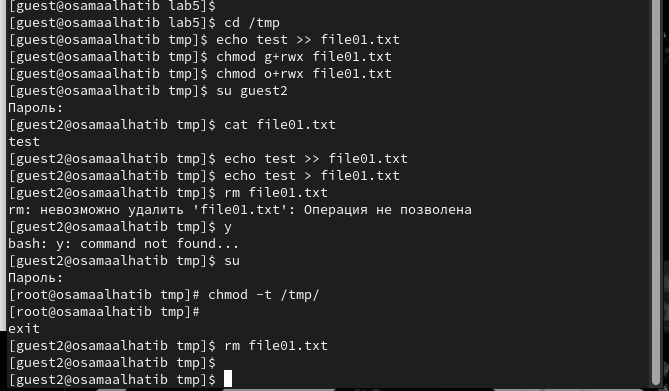 [guest@osamaalhatib lab5]$
[guest@osamaalhatib lab5]$ cd /tmp
[guest@osamaalhatib tmp]$ echo test >> file01.txt
[guest@osamaalhatib tmp]$ chmod g+rwx file01.txt
[guest@osamaalhatib tmp]$ chmod o+rwx file01.txt
[guest@osamaalhatib tmp]$ su guest2
Пароль:
[guest2@osamaalhatib tmp]$ cat file01.txt
test
[guest2@osamaalhatib tmp]$ echo test >> file01.txt
[guest2@osamaalhatib tmp]$ echo test > file01.txt
[guest2@osamaalhatib tmp]$ rm file01.txt
rm: невозможно удалить 'file01.txt': Операция не позволена
[guest2@osamaalhatib tmp]$ y
bash: y: command not found...
[guest2@osamaalhatib tmp]$ su
Пароль:
[root@osamaalhatib tmp]# chmod -t /tmp/
[root@osamaalhatib tmp]#
exit
[guest2@osamaalhatib tmp]$ rm file01.txt
[guest2@osamaalhatib tmp]$
[guest2@osamaalhatib tmp]$